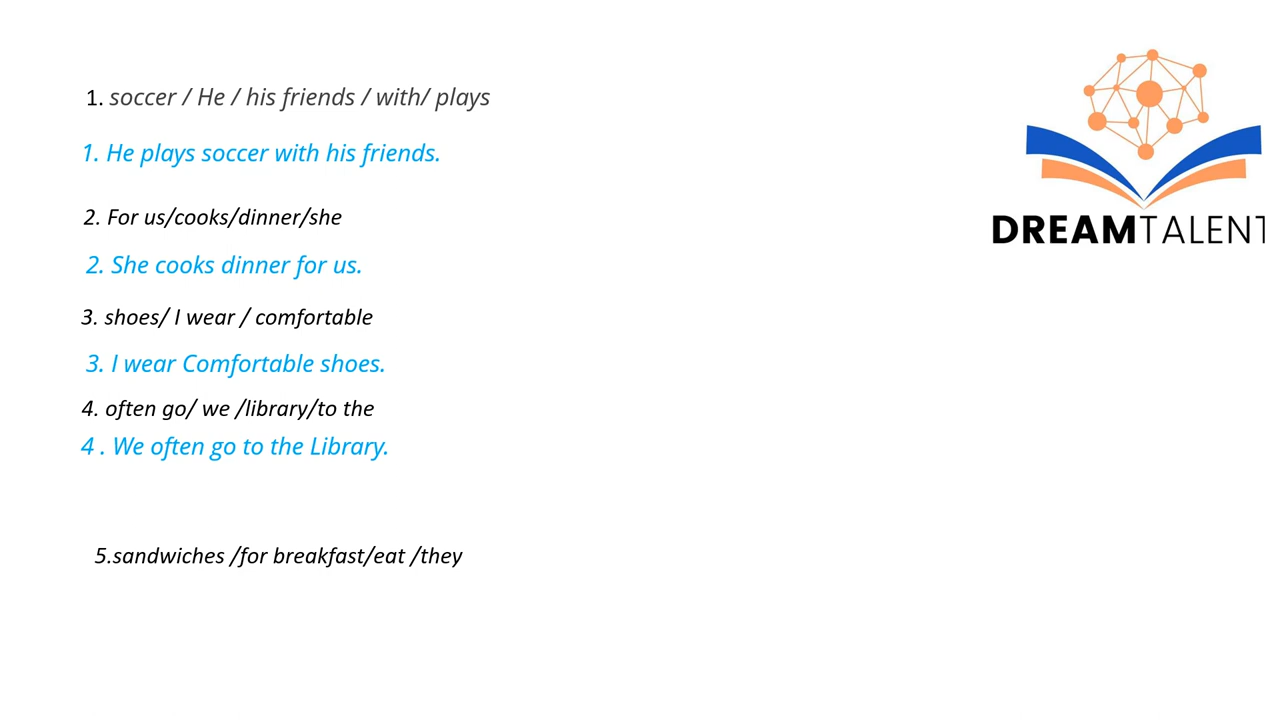 1. soccer / He / his friends / with/ plays
1. He plays soccer with his friends.
2. For us/cooks/dinner/she
2. She cooks dinner for us.
3. shoes/ I wear / comfortable
3. I wear Comfortable shoes.
4. often go/ we /library/to the
4 . We often go to the Library.
5.sandwiches /for breakfast/eat /they
DREAMTALENT